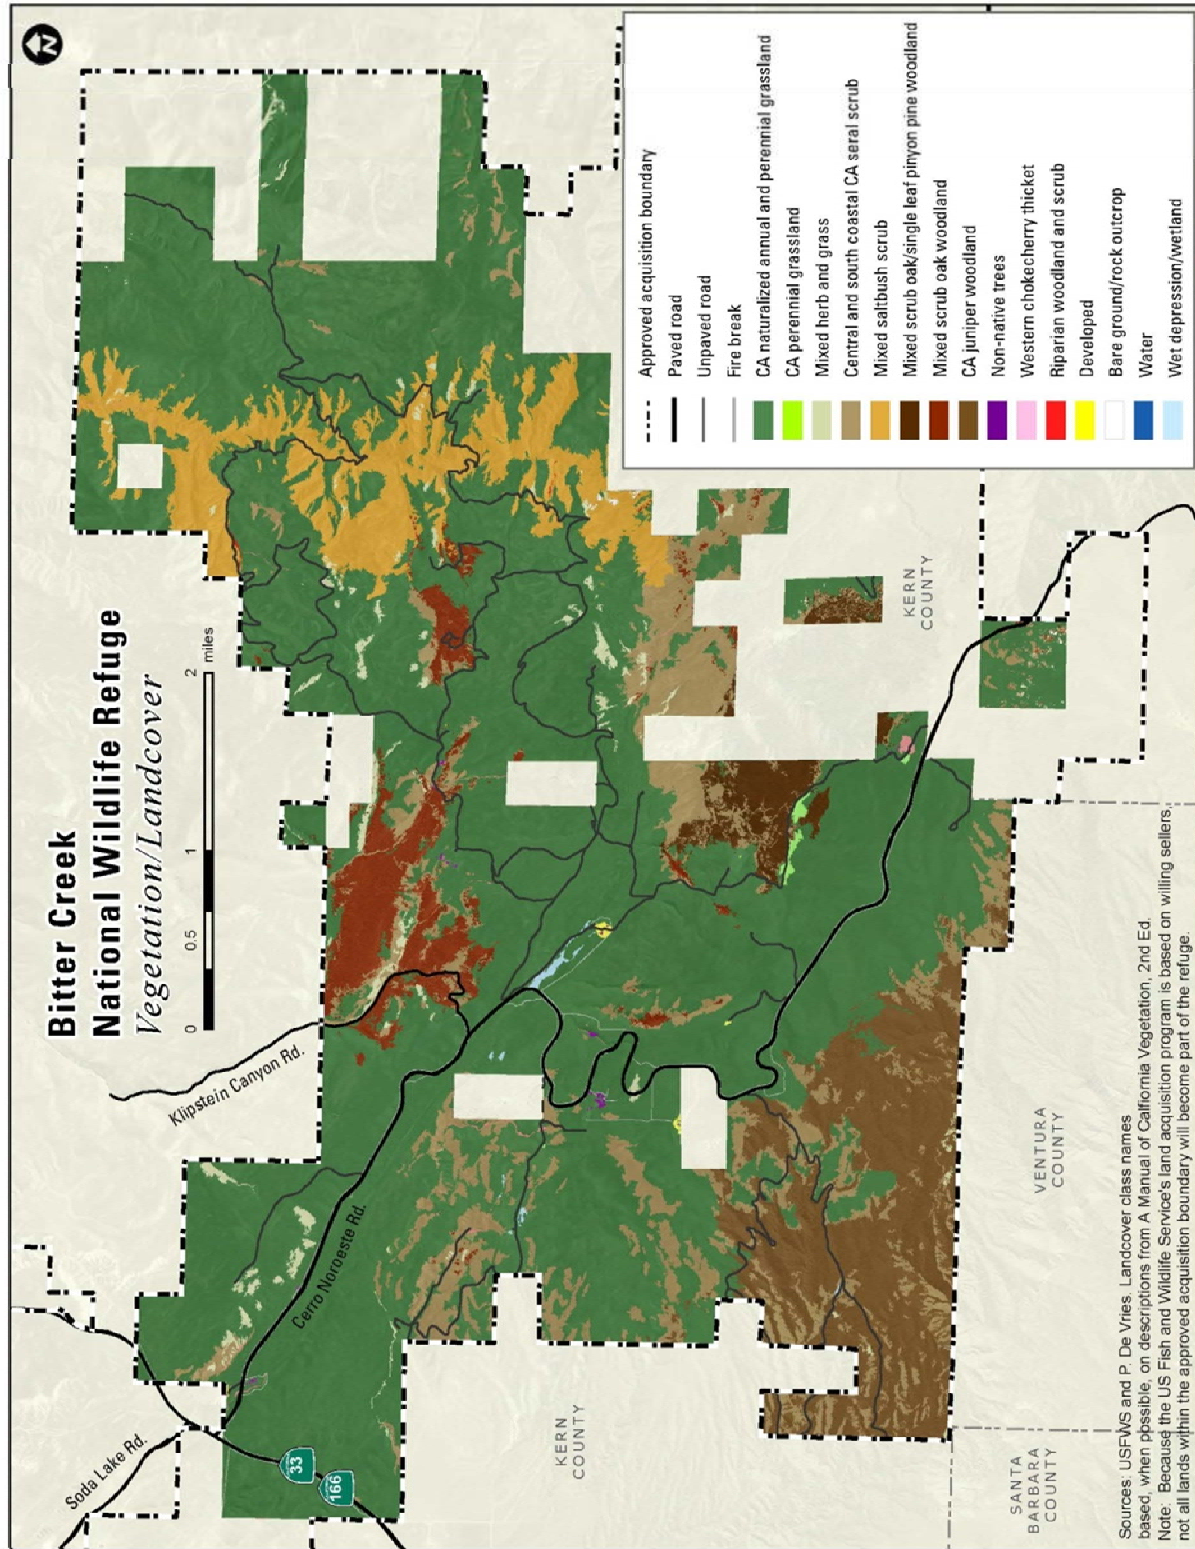 Bitter Creek
National Wildlife Refuge
Vegetation/Landcover
0
0.5
1
2
miles
N
Klipstein Canyon Rd.
Soda Lake Rd.
Cerro Noroeste Rd.
33
166
KERN
COUNTY
KERN
COUNTY
VENTURA
COUNTY
SANTA
BARBARA
COUNTY
Approved acquisition boundary
Paved road
Unpaved road
Fire break
CA naturalized annual and perennial grassland
CA perennial grassland
Mixed herb and grass
Central and south coastal CA seral scrub
Mixed saltbush scrub
Mixed scrub oak/single leaf pinyon pine woodland
Mixed scrub oak woodland
CA juniper woodland
Non-native trees
Western chokecherry thicket
Riparian woodland and scrub
Developed
Bare ground/rock outcrop
Water
Wet depression/wetland
Sources: USFWS and P. De Vries. Landcover class names
based, when possible, on descriptions from A Manual of Calfiornia Vegetation, 2nd Ed.
Note: Because the US Fish and Wildlife Service's land acquisition program is based on willing sellers,
not all lands within the approved acquisition boundary will become part of the refuge.